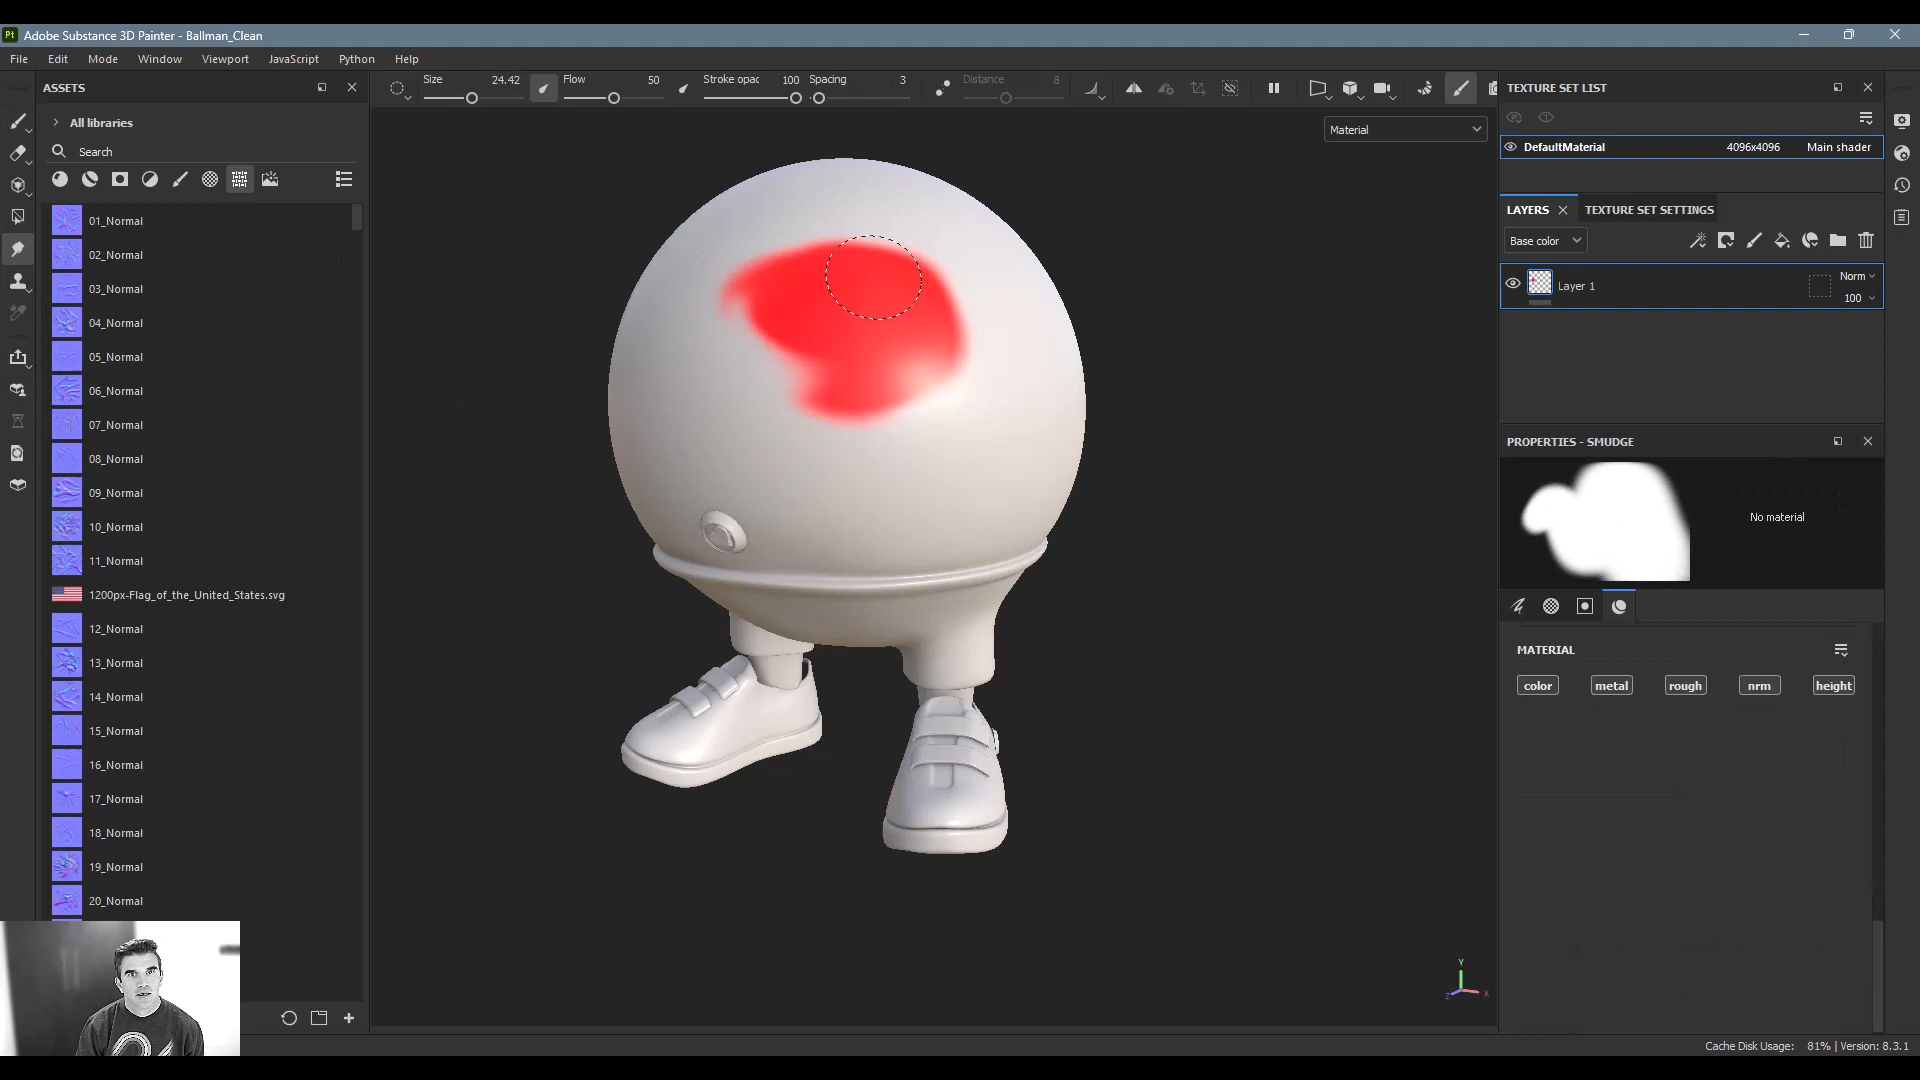 Pt Adobe Substance 3D Painter - Ballman_Clean
File Edit Mode Window Viewport JavaScript Python Help
ASSETS
All libraries
Search
01_Normal
02_Normal
03_Normal
04_Normal
05_Normal
06_Normal
07_Normal
08_Normal
09_Normal
10_Normal
11_Normal
1200px-Flag_of_the_United_States.svg
12_Normal
13_Normal
14_Normal
15_Normal
16_Normal
17_Normal
18_Normal
19_Normal
20_Normal
Size 24.42 Flow 50 Stroke opac 100 Spacing 3 Distance 8
Material
Y
Z X
TEXTURE SET LIST
DefaultMaterial 4096x4096 Main shader
LAYERS TEXTURE SET SETTINGS
Base color
Layer 1 Norm
100
PROPERTIES - SMUDGE
No material
MATERIAL
color metal rough nrm height
Cache Disk Usage: 81% | Version: 8.3.1